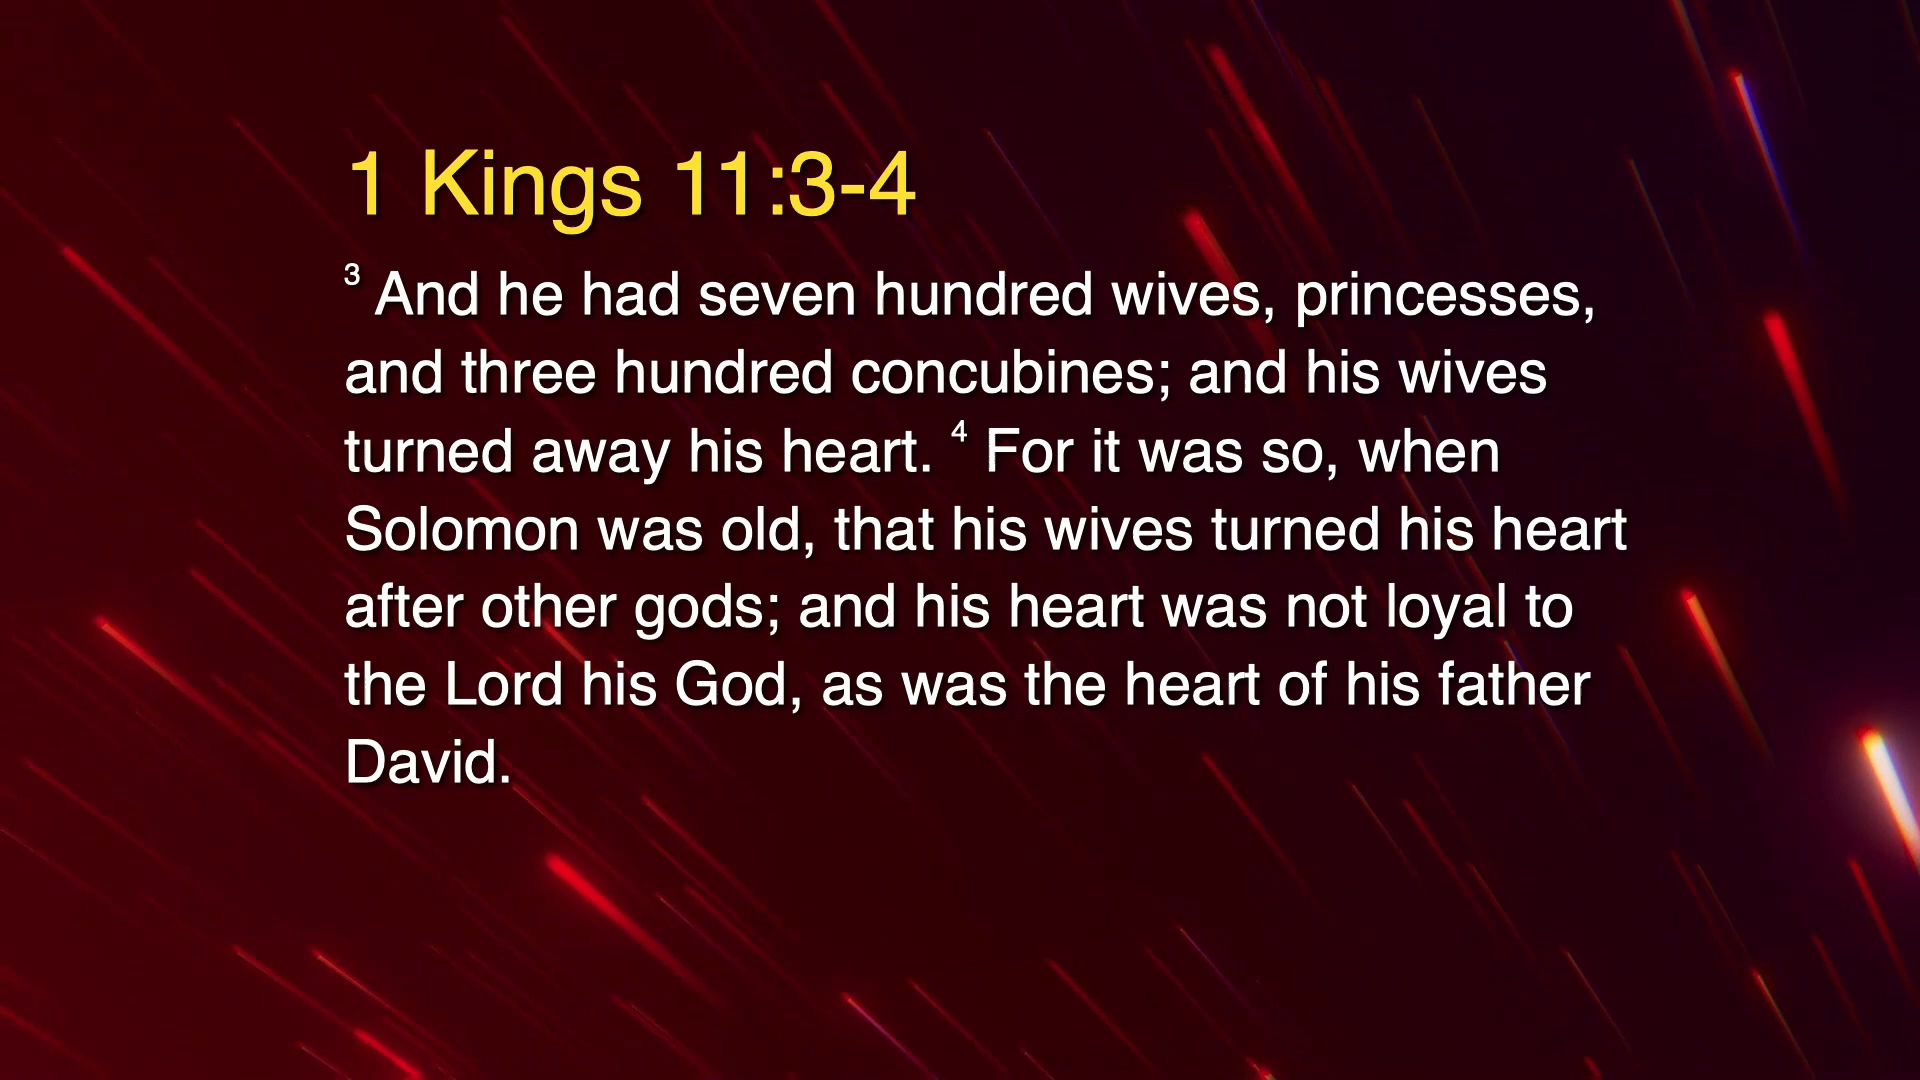 1 Kings 11:3-4
3 And he had seven hundred wives, princesses,
and three hundred concubines; and his wives
turned away his heart. 4 For it was so, when
Solomon was old, that his wives turned his heart
after other gods; and his heart was not loyal to
the Lord his God, as was the heart of his father
David.